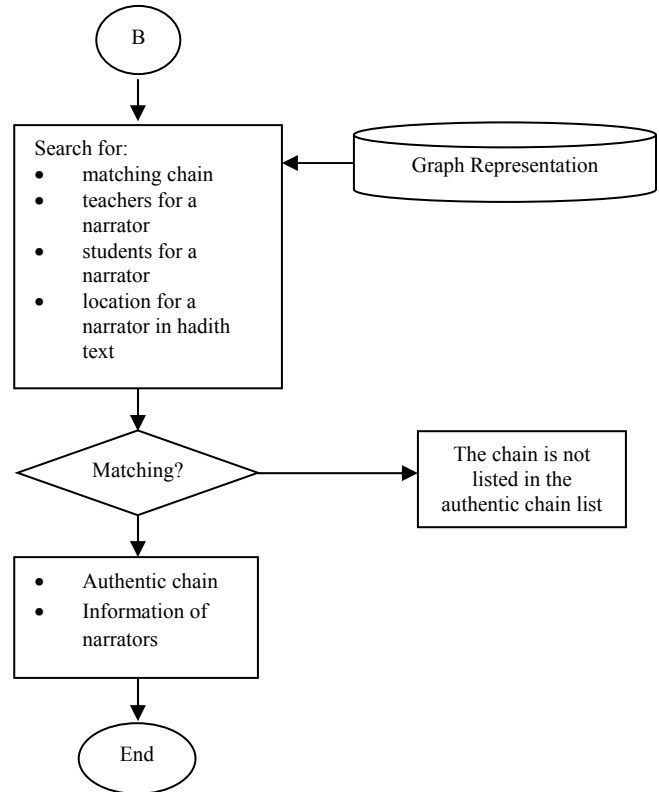 B
Search for:
• matching chain
• teachers for a
narrator
• students for a
narrator
• location for a
narrator in hadith
text
Graph Representation
Matching?
The chain is not
listed in the
authentic chain list
• Authentic chain
• Information of
narrators
End